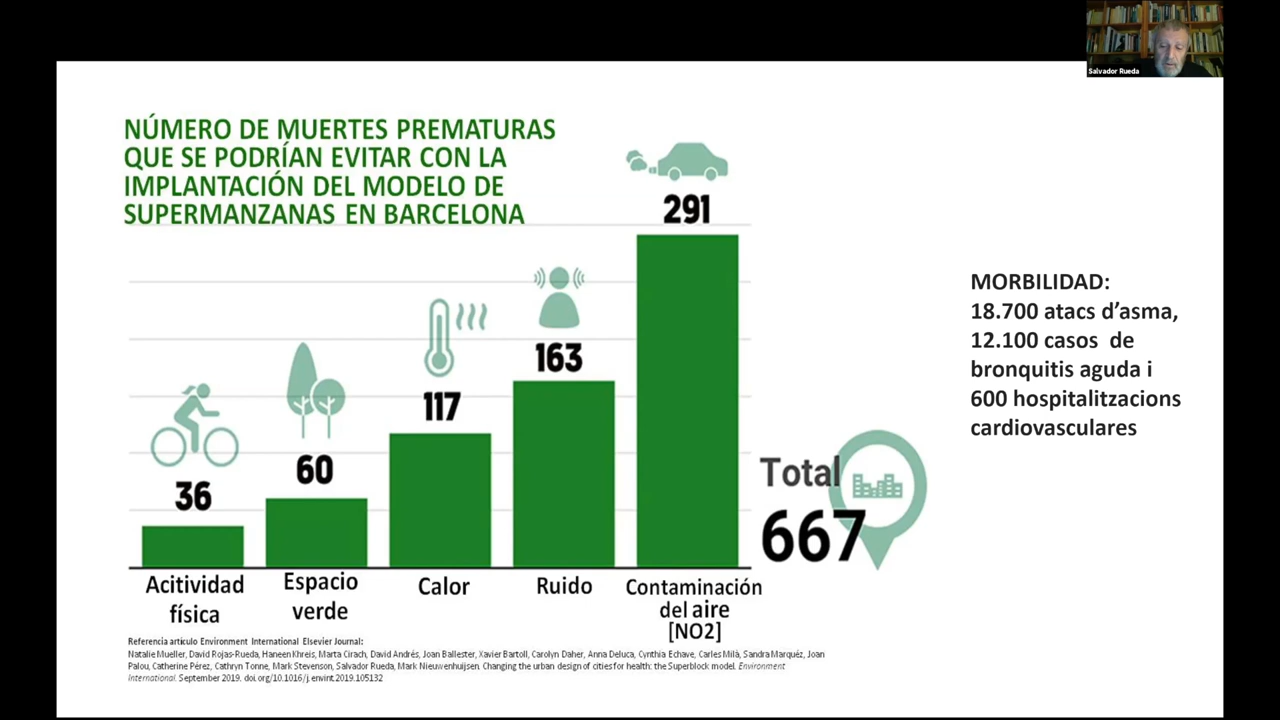 Salvador Rueda
NÚMERO DE MUERTES PREMATURAS
QUE SE PODRÍAN EVITAR CON LA
IMPLANTACIÓN DEL MODELO DE
SUPERMANZANAS EN BARCELONA
291
163
117
60
36
Total
667
Acitividad
física
Espacio
verde
Calor
Ruido
Contaminación
del aire
[NO2]
MORBILIDAD:
18.700 atacs d'asma,
12.100 casos de
bronquitis aguda i
600 hospitalitzacions
cardiovasculares
Referencia articulo Environment International Elsevier Journal:
Natalie Mueller, David Rojas-Rueda, Haneen Khreis, Marta Cirach, David Andrés, Joan Ballester, Xavier Bartoll, Carolyn Daher, Anna Deluca, Cynthia Echave, Carles Milà, Sandra Marquéz, Joan
Palou, Catherine Pérez, Cathryn Tonne, Mark Stevenson, Salvador Rueda, Mark Nieuwenhuijsen. Changing the urban design of cities for health: the Superblock model. Environment
International. September 2019. doi.org/10.1016/j.envint.2019.105132